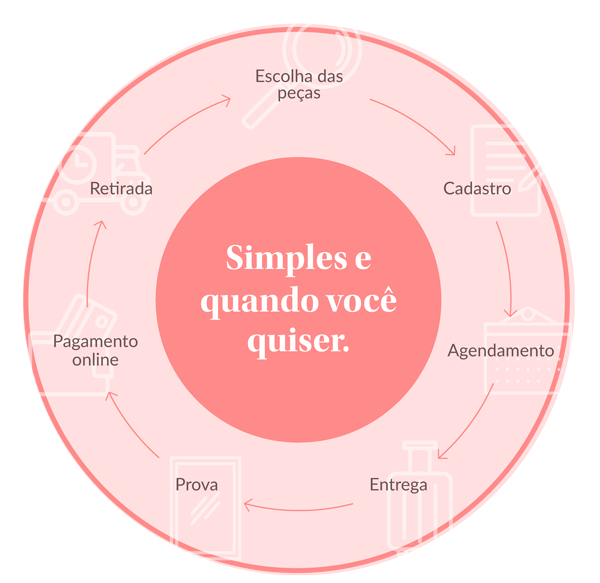 Escolha das
peças
Cadastro
Agendamento
Entrega
Prova
Pagamento
online
Retirada
Simples e
quando você
quiser.